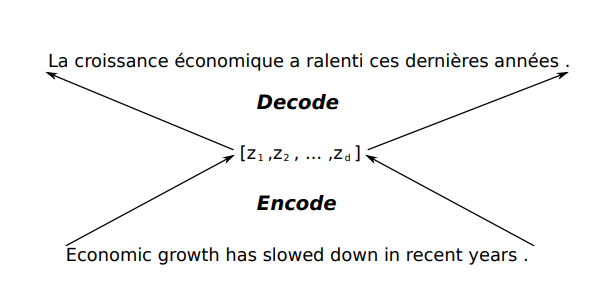 La croissance économique a ralenti ces dernières années .
Decode
[z1 ,z2 , ... ,zd ]
Encode
Economic growth has slowed down in recent years .